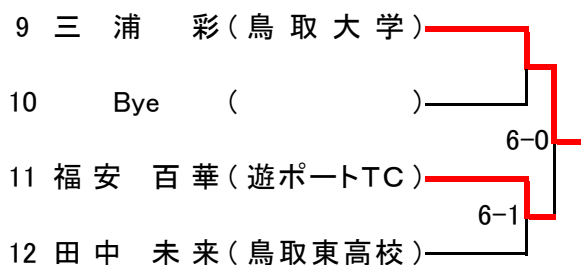 9 三 浦 彩 ( 鳥 取 大 学 )
10 Bye ( )
6-0
11 福 安 百 華 ( 遊ポートTC )
6-1
12 田 中 未 来 ( 鳥取東高校 )